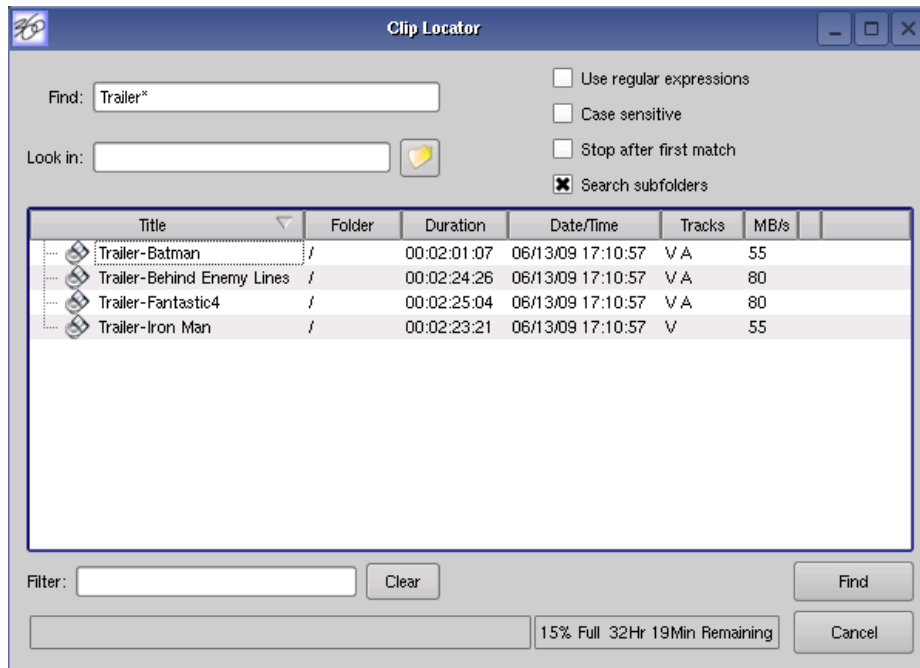 360
Clip Locator
Find: Trailer*
Use regular expressions
Case sensitive
Look in:
Stop after first match
Search subfolders
Title Folder Duration Date/Time Tracks MB/s
Trailer-Batman / 00:02:01:07 06/13/09 17:10:57 V A 55
Trailer-Behind Enemy Lines / 00:02:24:26 06/13/09 17:10:57 V A 80
Trailer-Fantastic4 / 00:02:25:04 06/13/09 17:10:57 V A 80
Trailer-Iron Man / 00:02:23:21 06/13/09 17:10:57 V 55
Filter: Clear Find
15% Full 32Hr 19Min Remaining Cancel